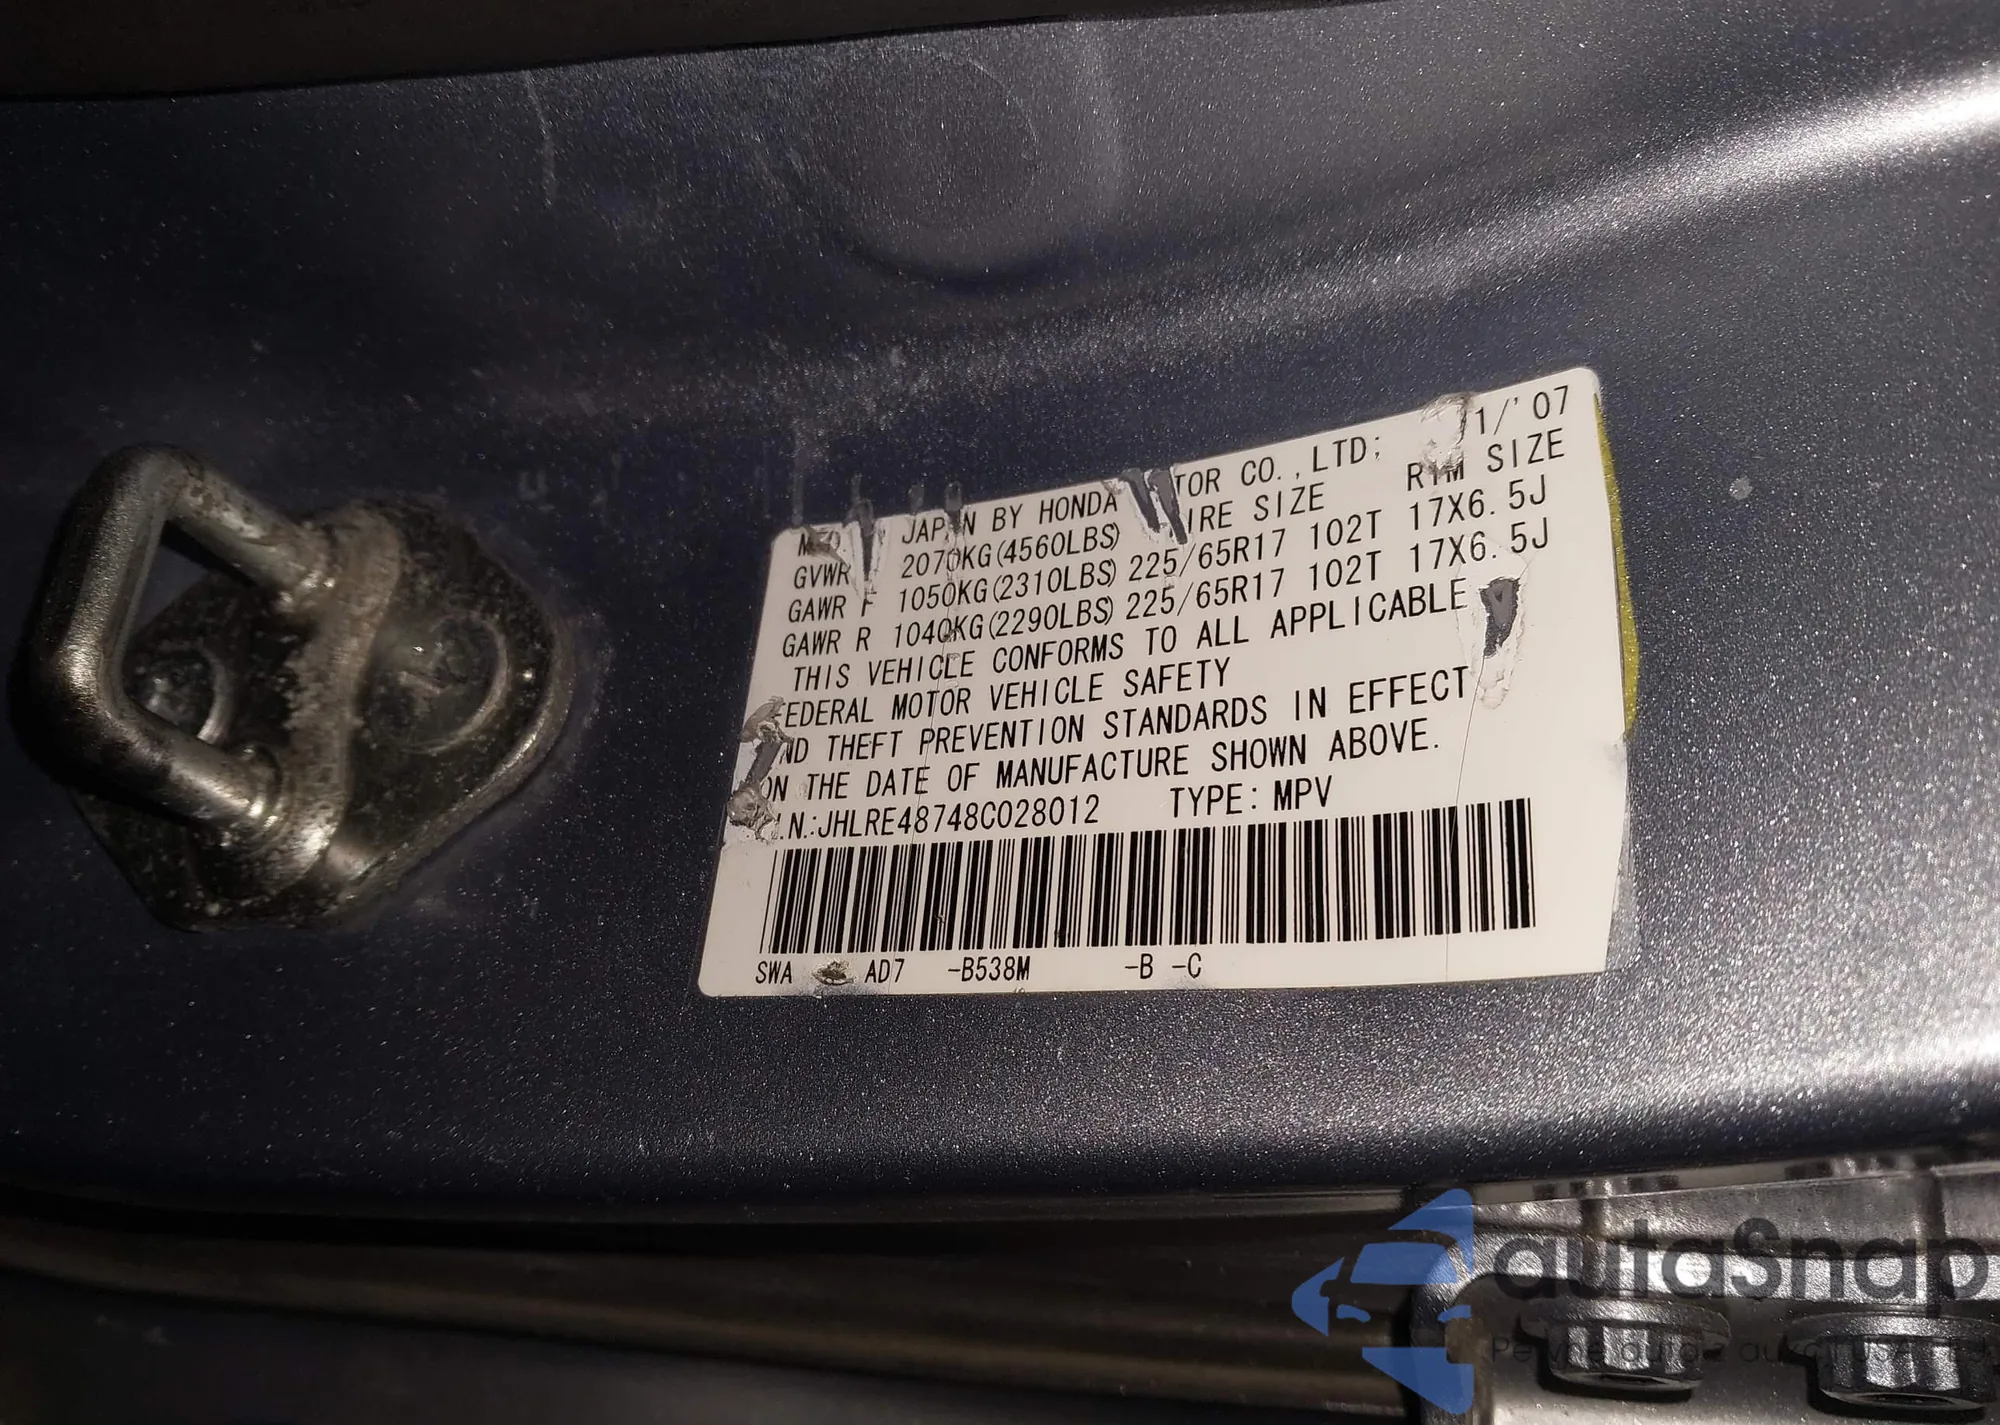 JAPAN BY HONDA TOR CO.,LTD; 1/'07
GVWR 2070KG(4560LBS) IRE SIZE RIM SIZE
GAWR F 1050KG(2310LBS) 225/65R17 102T 17X6.5J
GAWR R 1040KG(2290LBS) 225/65R17 102T 17X6.5J
THIS VEHICLE CONFORMS TO ALL APPLICABLE
FEDERAL MOTOR VEHICLE SAFETY
ND THEFT PREVENTION STANDARDS IN EFFECT
ON THE DATE OF MANUFACTURE SHOWN ABOVE.
I.N.:JHLRE48748C028012 TYPE:MPV
SWA AD7 -B538M -B -C
autaSnap